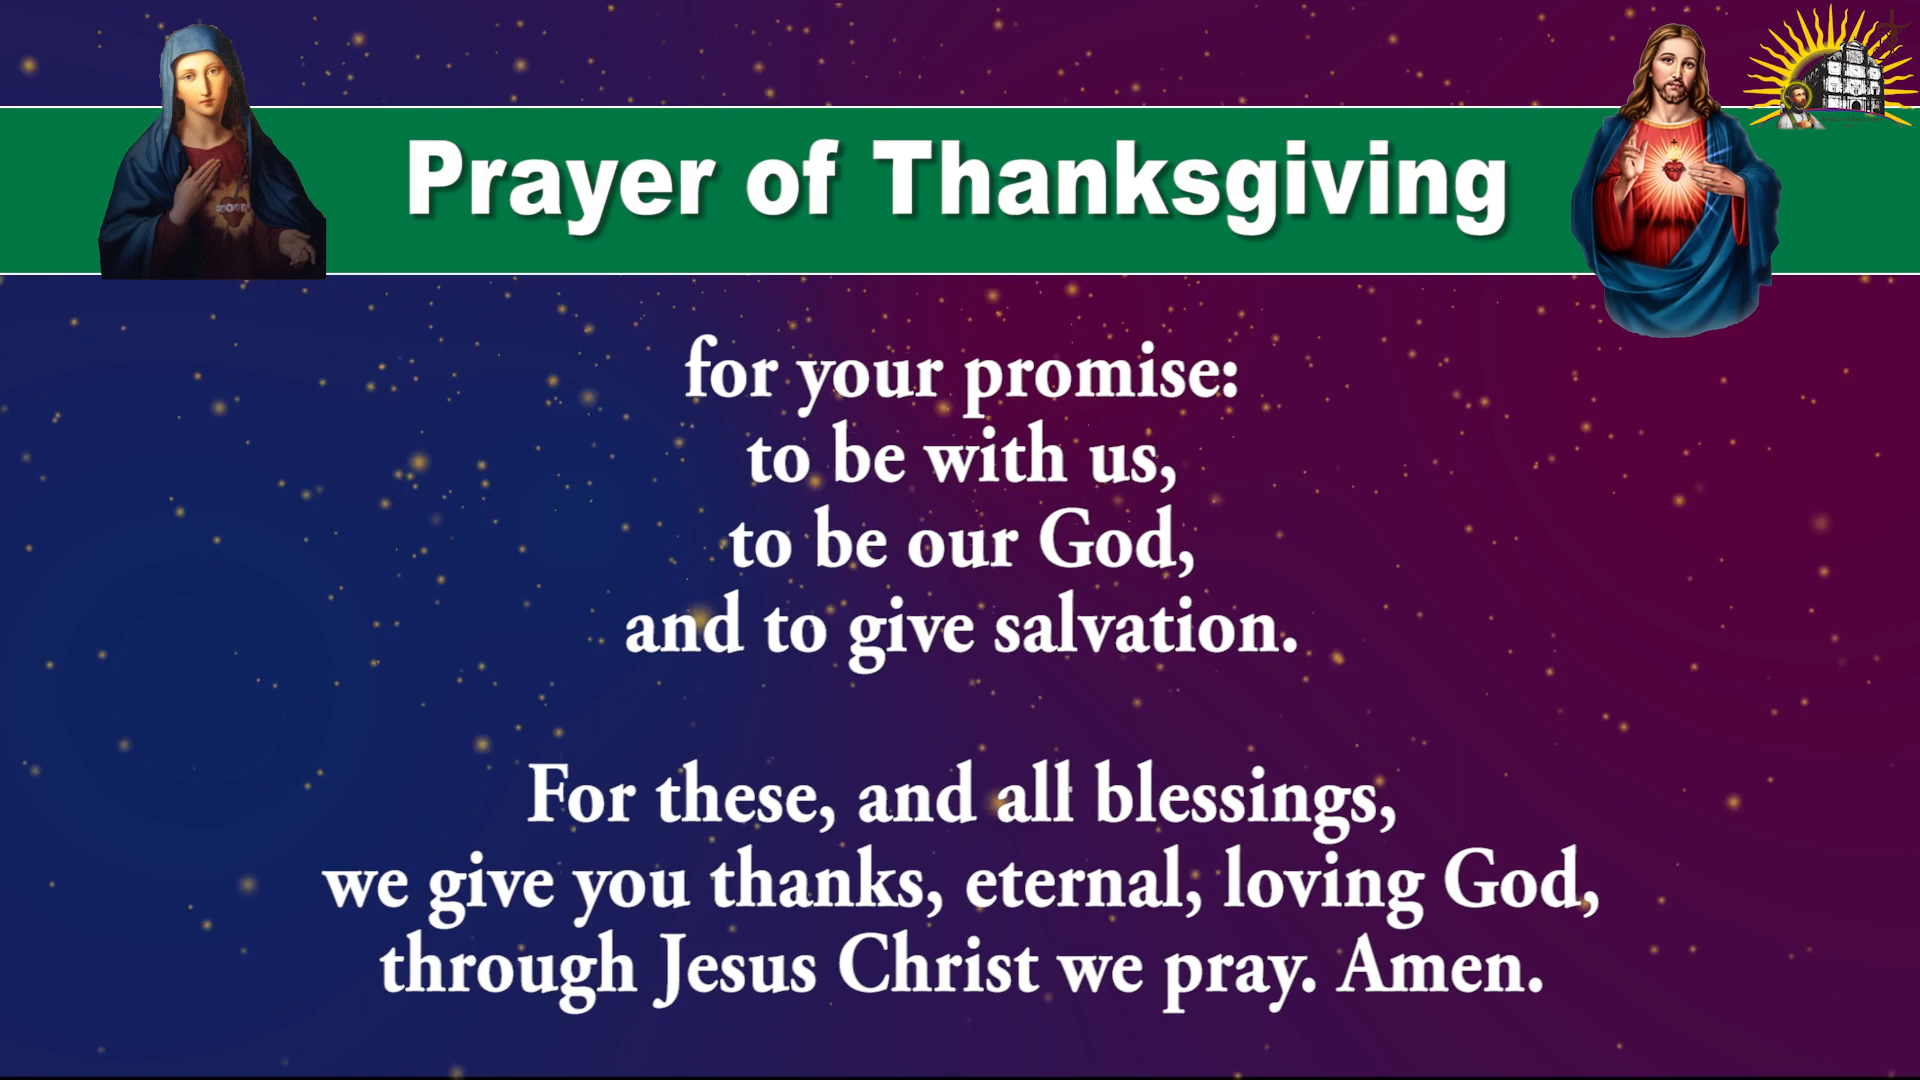 Prayer of Thanksgiving
for your promise:
to be with us,
to be our God,
and to give salvation.
For these, and all blessings,
we give you thanks, eternal, loving God,
through Jesus Christ we pray. Amen.